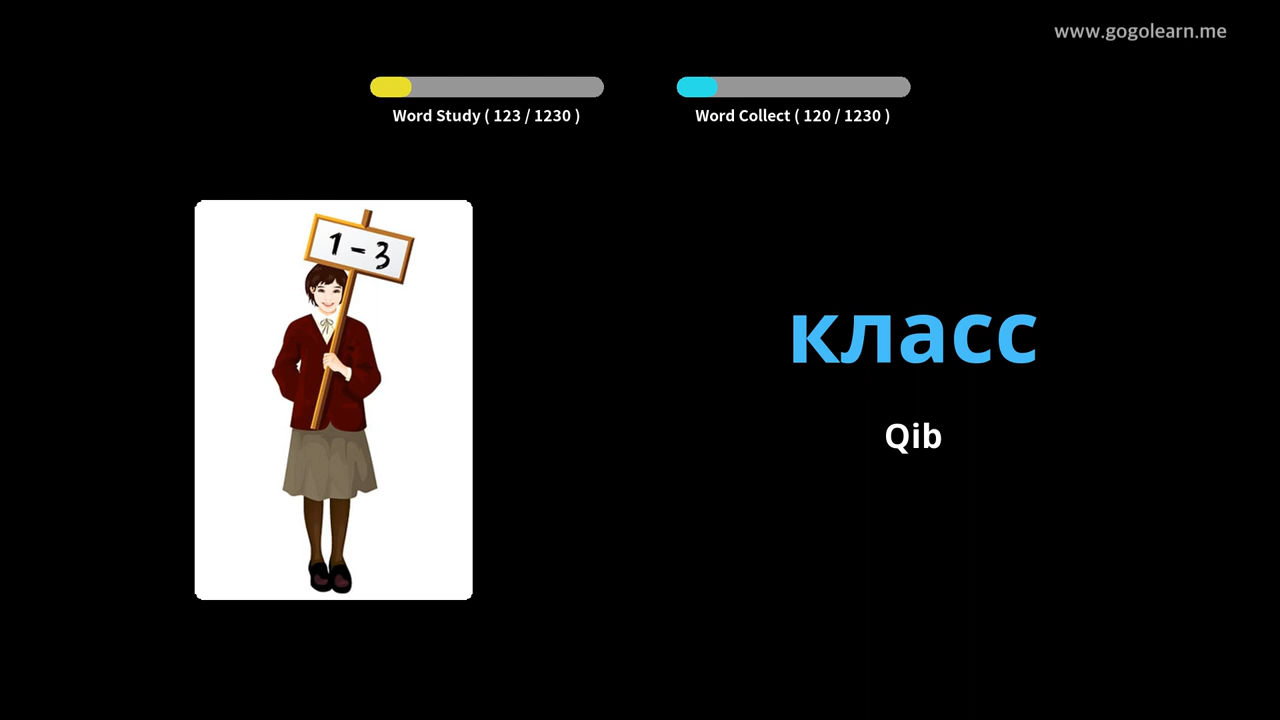 www.gogolearn.me
Word Study ( 123 / 1230 )
Word Collect ( 120 / 1230 )
1 - 3
класс
Qib